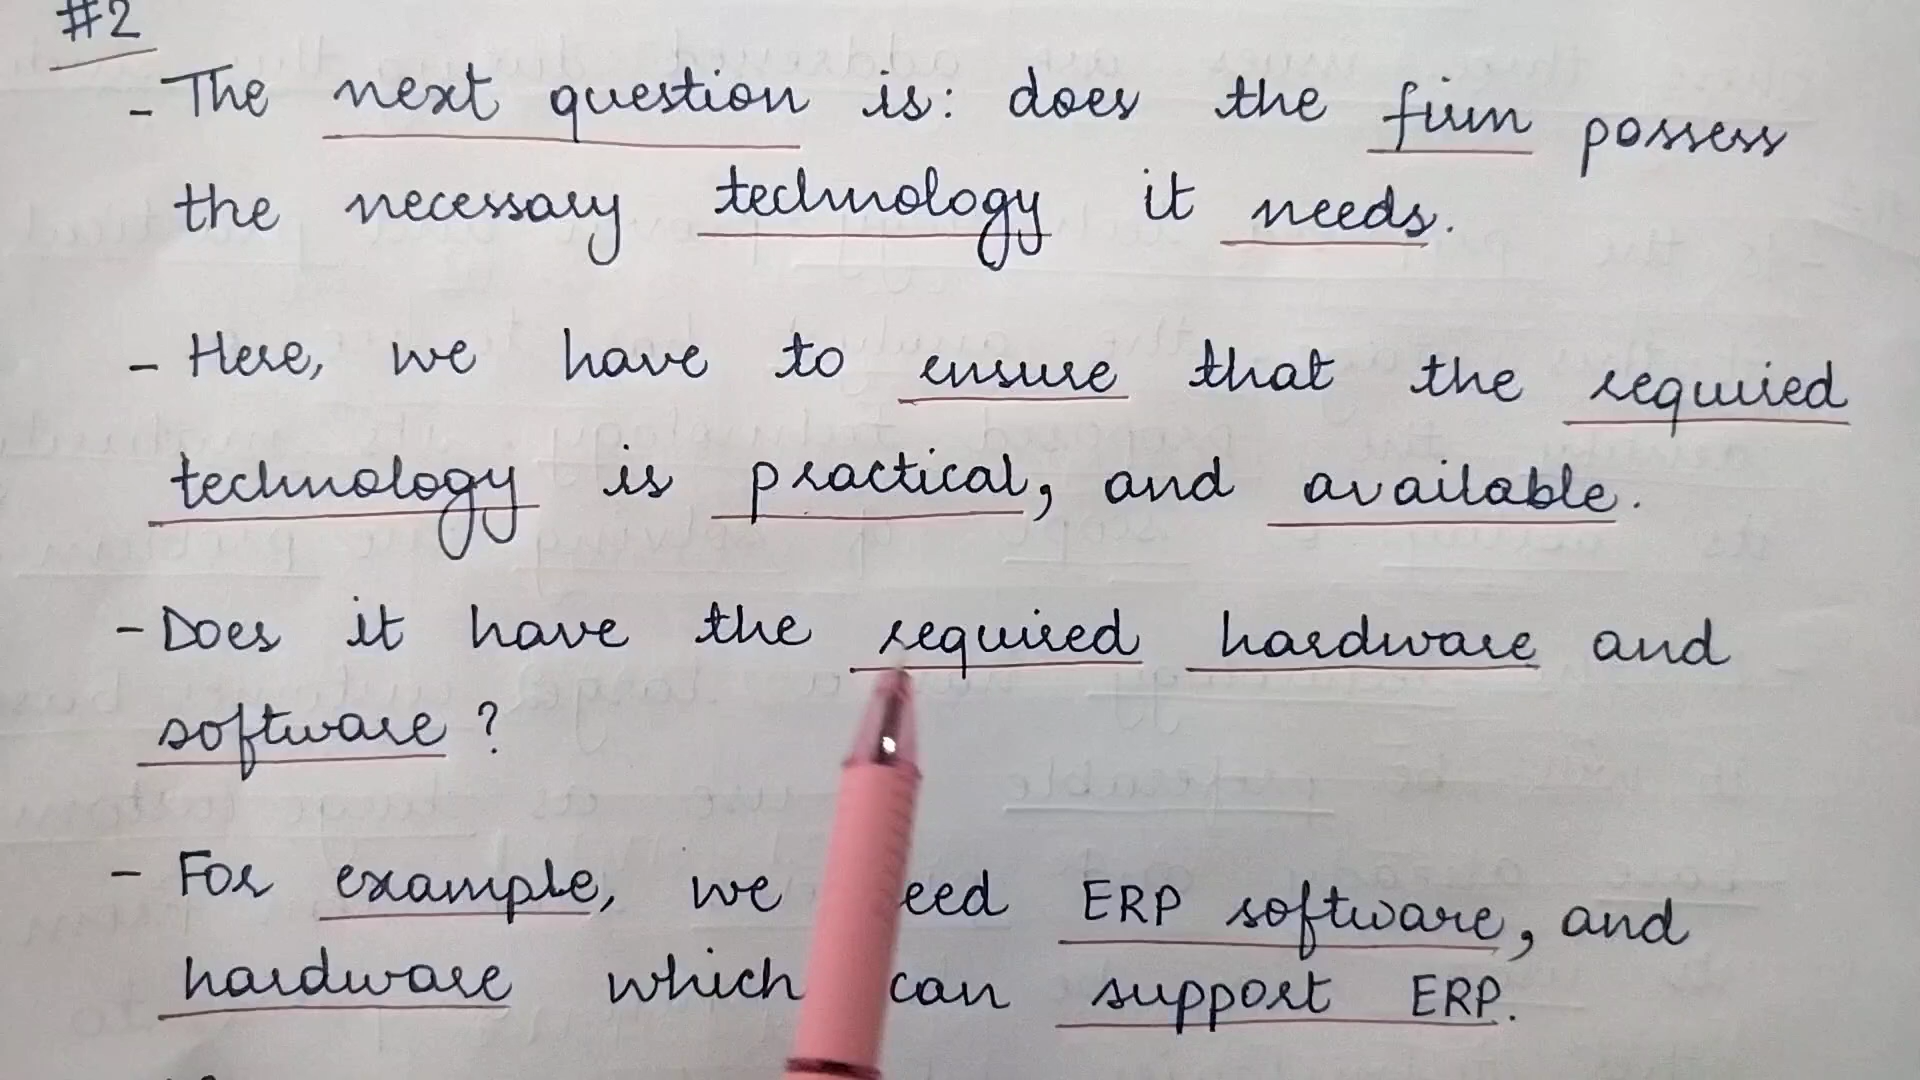 #2
- The next question is: does the firm possess
the necessary technology it needs.
- Here, we have to ensure that the required
technology is practical, and available.
- Does it have the required hardware and
software?
- For example, we eed ERP software, and
hardware which can support ERP.